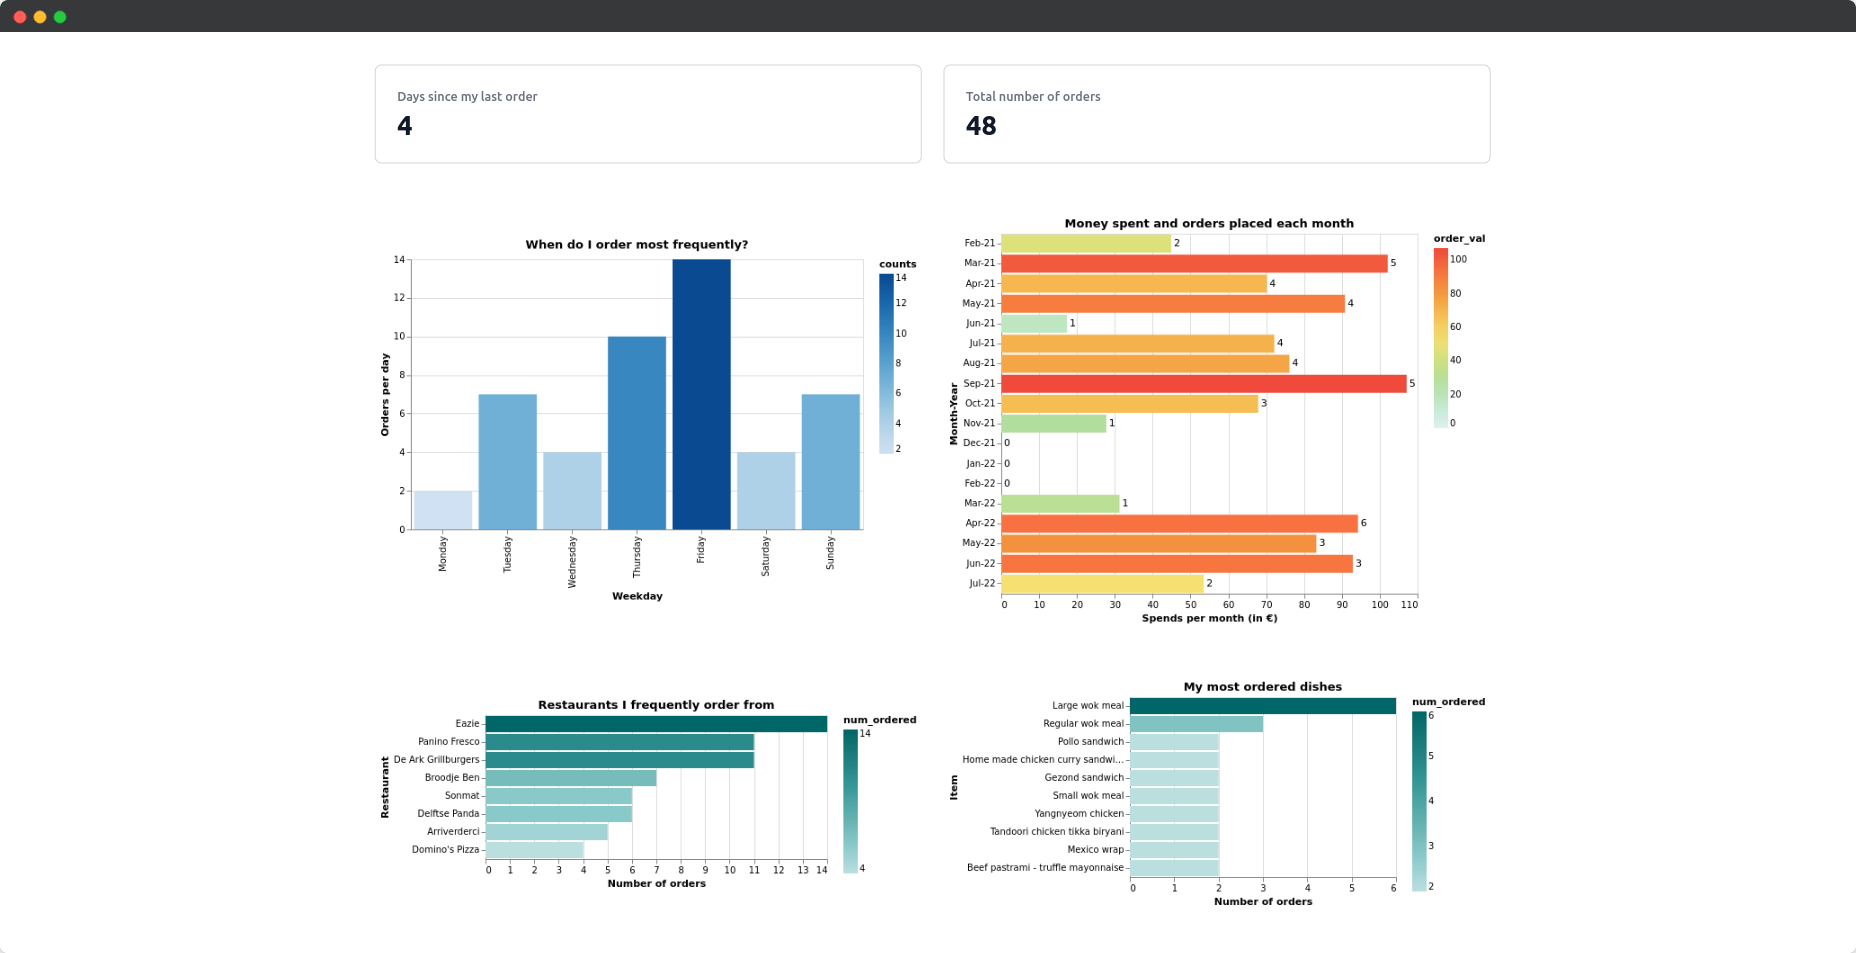 Days since my last order
4
Total number of orders
48
When do I order most frequently?
Orders per day
14
12
10
8
6
4
2
0
Monday
Tuesday
Wednesday
Thursday
Friday
Saturday
Sunday
Weekday
counts
14
12
10
8
6
4
2
Money spent and orders placed each month
Month-Year
Feb-21 2
Mar-21 5
Apr-21 4
May-21 4
Jun-21 1
Jul-21 4
Aug-21 4
Sep-21 5
Oct-21 3
Nov-21 1
Dec-21 0
Jan-22 0
Feb-22 0
Mar-22 1
Apr-22 6
May-22 3
Jun-22 3
Jul-22 2
0 10 20 30 40 50 60 70 80 90 100 110
Spends per month (in €)
order_val
100
80
60
40
20
0
Restaurants I frequently order from
Restaurant
Eazie
Panino Fresco
De Ark Grillburgers
Broodje Ben
Sonmat
Delftse Panda
Arriverderci
Domino's Pizza
0 1 2 3 4 5 6 7 8 9 10 11 12 13 14
Number of orders
num_ordered
14
4
My most ordered dishes
Item
Large wok meal
Regular wok meal
Pollo sandwich
Home made chicken curry sandwi...
Gezond sandwich
Small wok meal
Yangnyeom chicken
Tandoori chicken tikka biryani
Mexico wrap
Beef pastrami - truffle mayonnaise
0 1 2 3 4 5 6
Number of orders
num_ordered
6
5
4
3
2